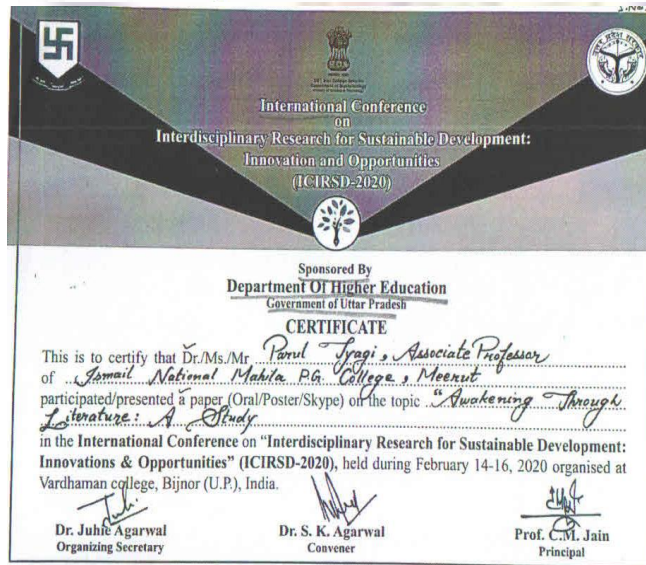 International Conference
on
Interdisciplinary Research for Sustainable Development:
Innovation and Opportunities
(ICIRSD-2020)
Sponsored By
Department Of Higher Education
Government of Uttar Pradesh
CERTIFICATE
This is to certify that Dr./Ms./Mr Parul Tyagi, Associate Professor
of Ismail National Mahila P.G. College, Meerut
participated/presented a paper (Oral/Poster/Skype) on the topic "Awakening Through
Literature: A Study
in the International Conference on "Interdisciplinary Research for Sustainable Development:
Innovations & Opportunities" (ICIRSD-2020), held during February 14-16, 2020 organised at
Vardhaman college, Bijnor (U.P.), India.
Dr. Juhie Agarwal
Organizing Secretary
Dr. S. K. Agarwal
Convener
Prof. C.M. Jain
Principal